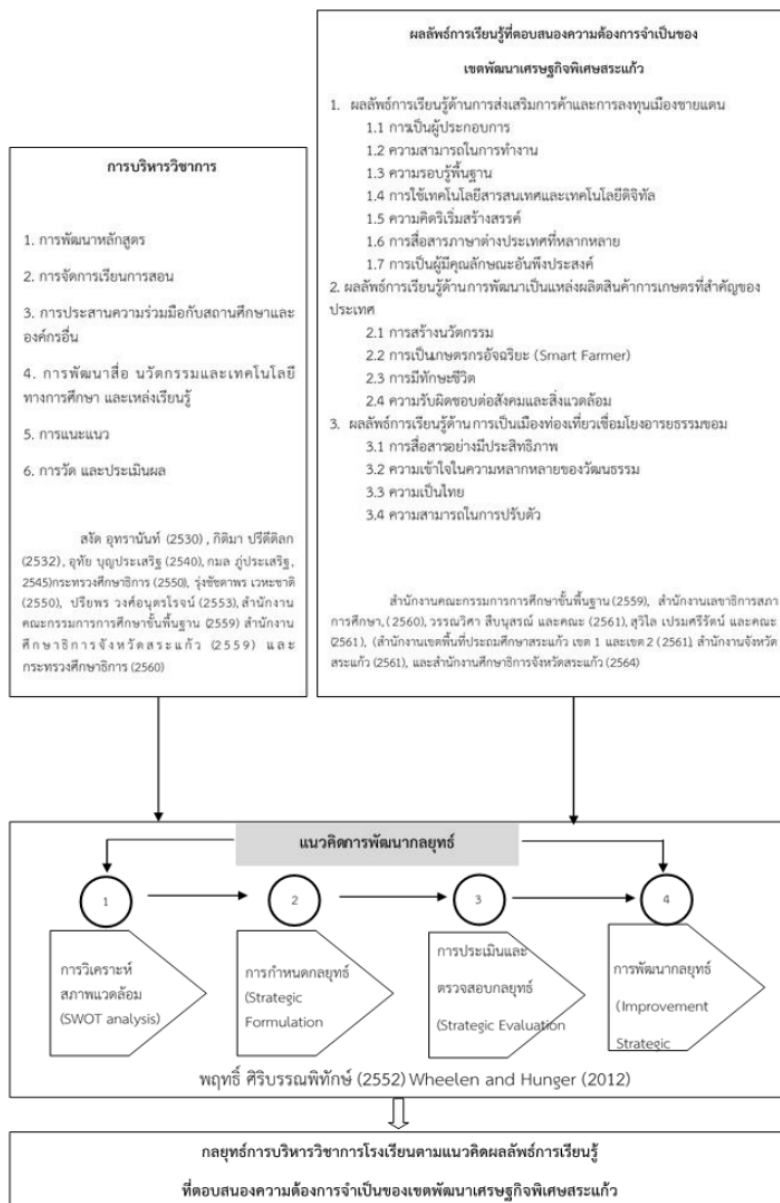 ผลลัพธ์การเรียนรู้ที่ตอบสนองความต้องการจำเป็นของ
เขตพัฒนาเศรษฐกิจพิเศษสระแก้ว
1. ผลลัพธ์การเรียนรู้ด้านการส่งเสริมการค้าและการลงทุนเมืองชายแดน
1.1 การเป็นผู้ประกอบการ
1.2 ความสามารถในการทำงาน
1.3 ความรอบรู้พื้นฐาน
1.4 การใช้เทคโนโลยีสารสนเทศและเทคโนโลยีดิจิทัล
1.5 ความคิดริเริ่มสร้างสรรค์
1.6 การสื่อสารภาษาต่างประเทศที่หลากหลาย
1.7 การเป็นผู้มีคุณลักษณะอันพึงประสงค์
2. ผลลัพธ์การเรียนรู้ด้านการพัฒนาเป็นแหล่งผลิตสินค้าการเกษตรที่สำคัญของ
ประเทศ
2.1 การสร้างนวัตกรรม
2.2 การเป็นเกษตรกรอัจฉริยะ (Smart Farmer)
2.3 การมีทักษะชีวิต
2.4 ความรับผิดชอบต่อสังคมและสิ่งแวดล้อม
3. ผลลัพธ์การเรียนรู้ด้านการเป็นเมืองท่องเที่ยวเชื่อมโยงอารยธรรมขอม
3.1 การสื่อสารอย่างมีประสิทธิภาพ
3.2 ความเข้าใจในความหลากหลายของวัฒนธรรม
3.3 ความเป็นไทย
3.4 ความสามารถในการปรับตัว
สำนักงานคณะกรรมการการศึกษาขั้นพื้นฐาน (2559), สำนักงานเลขาธิการสภา
การศึกษา, (2560), วรรณวิศา สืบนุสรณ์ และคณะ (2561), สุวิไล เปรมศรีรัตน์ และคณะ
(2561), (สำนักงานเขตพื้นที่ประถมศึกษาสระแก้ว เขต 1 และเขต 2 (2561), สำนักงานจังหวัด
สระแก้ว (2561), และสำนักงานศึกษาธิการจังหวัดสระแก้ว (2564)
การบริหารวิชาการ
1. การพัฒนาหลักสูตร
2. การจัดการเรียนการสอน
3. การประสานความร่วมมือกับสถานศึกษาและ
องค์กรอื่น
4. การพัฒนาสื่อ นวัตกรรมและเทคโนโลยี
ทางการศึกษา และแหล่งเรียนรู้
5. การแนะแนว
6. การวัด และประเมินผล
สงัด อุทรานันท์ (2530) , กิติมา ปรีดีดิลก
(2532) , อุทัย บุญประเสริฐ (2540), กมล ภู่ประเสริฐ,
2545)กระทรวงศึกษาธิการ (2550), รุ่งชัชดาพร เวหะชาติ
(2550), ปรียพร วงศ์อนุตรโรจน์ (2553), สำนักงาน
คณะกรรมการการศึกษาขั้นพื้นฐาน (2559) สำนักงาน
ศึกษาธิการจังหวัดสระแก้ว (2559) และ
กระทรวงศึกษาธิการ (2560)
แนวคิดการพัฒนากลยุทธ์
1
2
3
4
การวิเคราะห์
สภาพแวดล้อม
(SWOT analysis)
การกำหนดกลยุทธ์
(Strategic
Formulation
การประเมินและ
ตรวจสอบกลยุทธ์
(Strategic Evaluation
การพัฒนากลยุทธ์
(Improvement
Strategic
พฤทธิ์ ศิริบรรณพิทักษ์ (2552) Wheelen and Hunger (2012)
กลยุทธ์การบริหารวิชาการโรงเรียนตามแนวคิดผลลัพธ์การเรียนรู้
ที่ตอบสนองความต้องการจำเป็นของเขตพัฒนาเศรษฐกิจพิเศษสระแก้ว